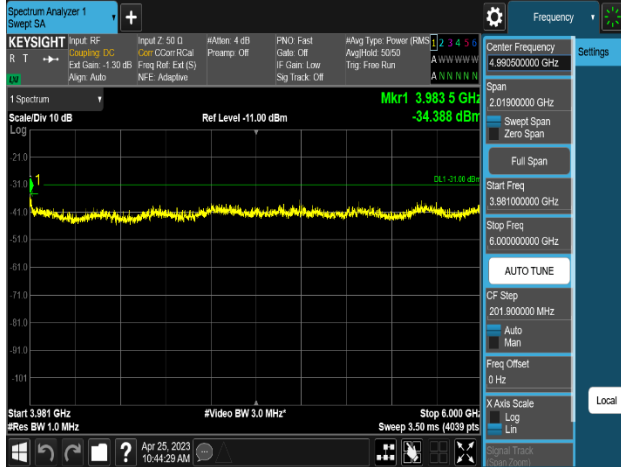 Spectrum Analyzer 1
Swept SA
+
Frequency
KEYSIGHT
R T
LXI
Input: RF
Coupling: DC
Ext Gain: -1.30 dB
Align: Auto
Input Z: 50 Ω
Corr CCorr RCal
Freq Ref: Ext (S)
NFE: Adaptive
#Atten: 4 dB
Preamp: Off
PNO: Fast
Gate: Off
IF Gain: Low
Sig Track: Off
#Avg Type: Power (RMS
Avg|Hold: 50/50
Trig: Free Run
1 2 3 4 5 6
A W W W W W
A N N N N N
1 Spectrum
Scale/Div 10 dB
Log
Ref Level -11.00 dBm
Mkr1 3.983 5 GHz
-34.388 dBm
1
DL1 -31.00 dBm
-21.0
-31.0
-41.0
-51.0
-61.0
-71.0
-81.0
-91.0
-101
Start 3.981 GHz
#Res BW 1.0 MHz
#Video BW 3.0 MHz*
Stop 6.000 GHz
Sweep 3.50 ms (4039 pts
Apr 25, 2023
10:44:29 AM
Center Frequency
4.990500000 GHz
Span
2.01900000 GHz
Swept Span
Zero Span
Full Span
Start Freq
3.981000000 GHz
Stop Freq
6.000000000 GHz
AUTO TUNE
CF Step
201.900000 MHz
Auto
Man
Freq Offset
0 Hz
X Axis Scale
Log
Lin
Signal Track
(Span Zoom)
Settings
Local